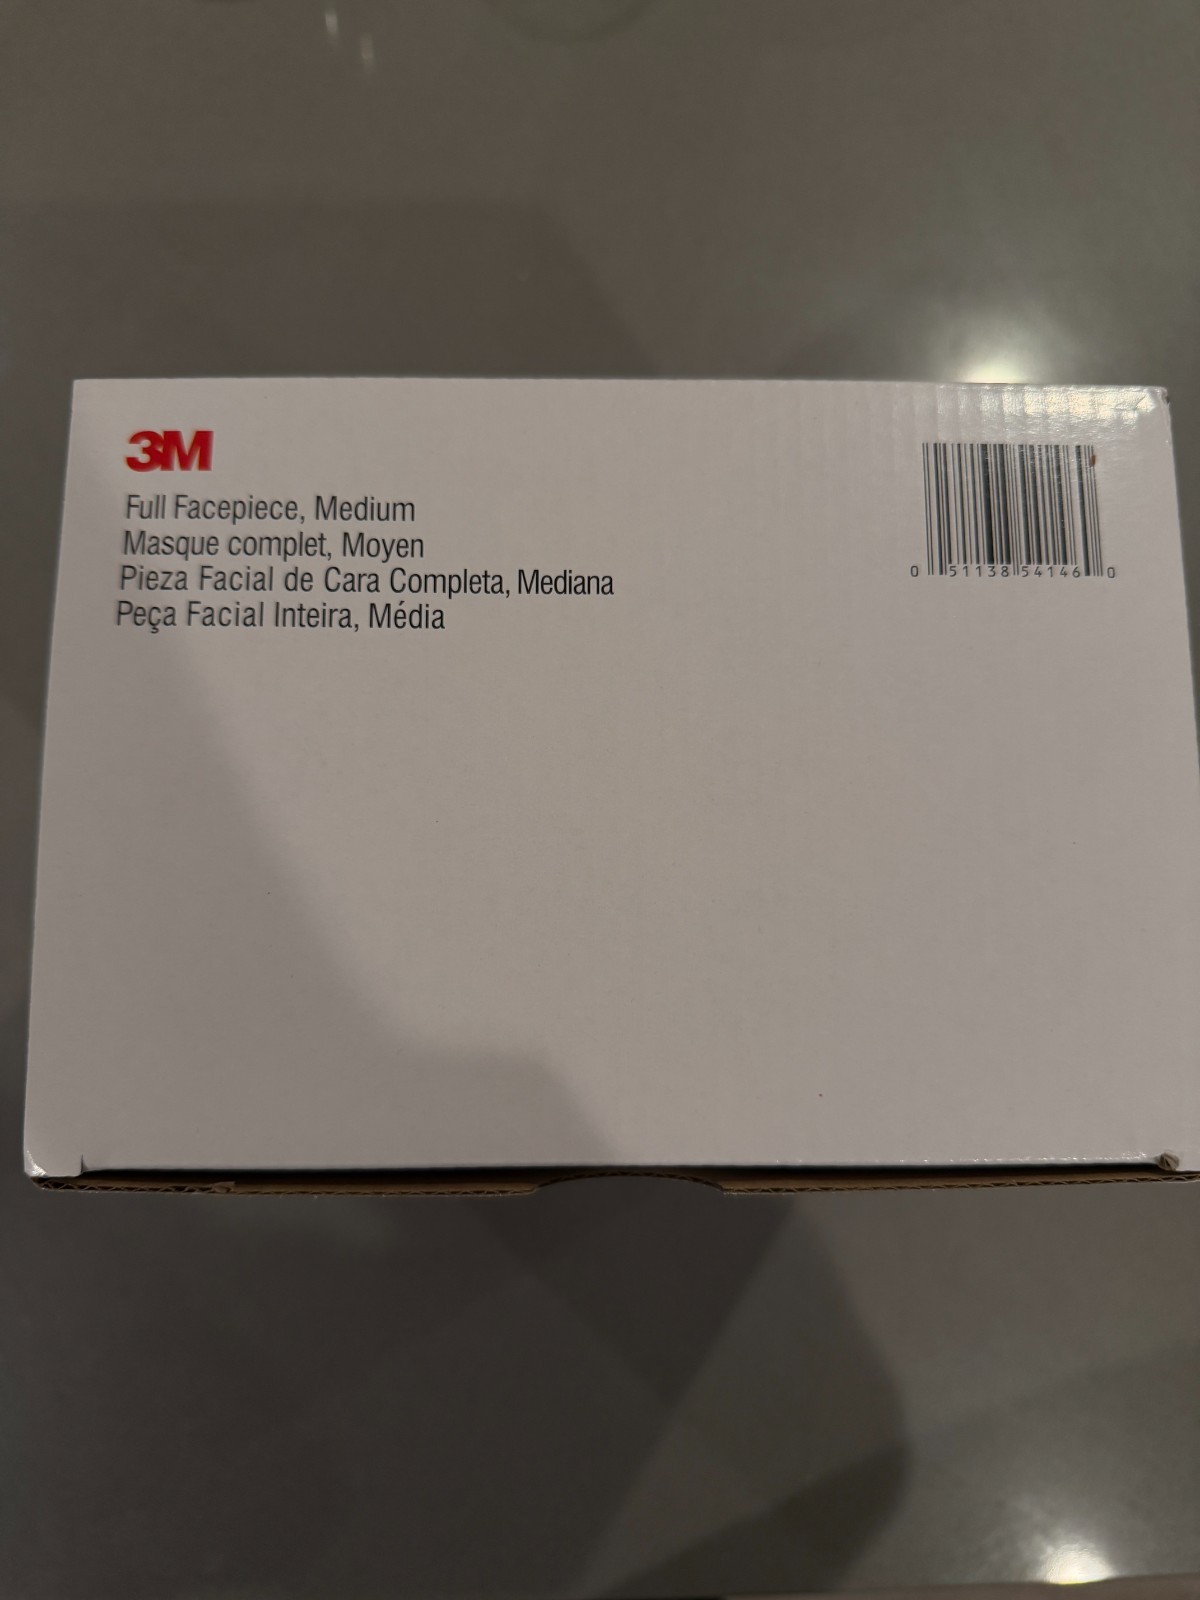 3M
Full Facepiece, Medium
Masque complet, Moyen
Pieza Facial de Cara Completa, Mediana
Peça Facial Inteira, Média
0 51138 54146 0